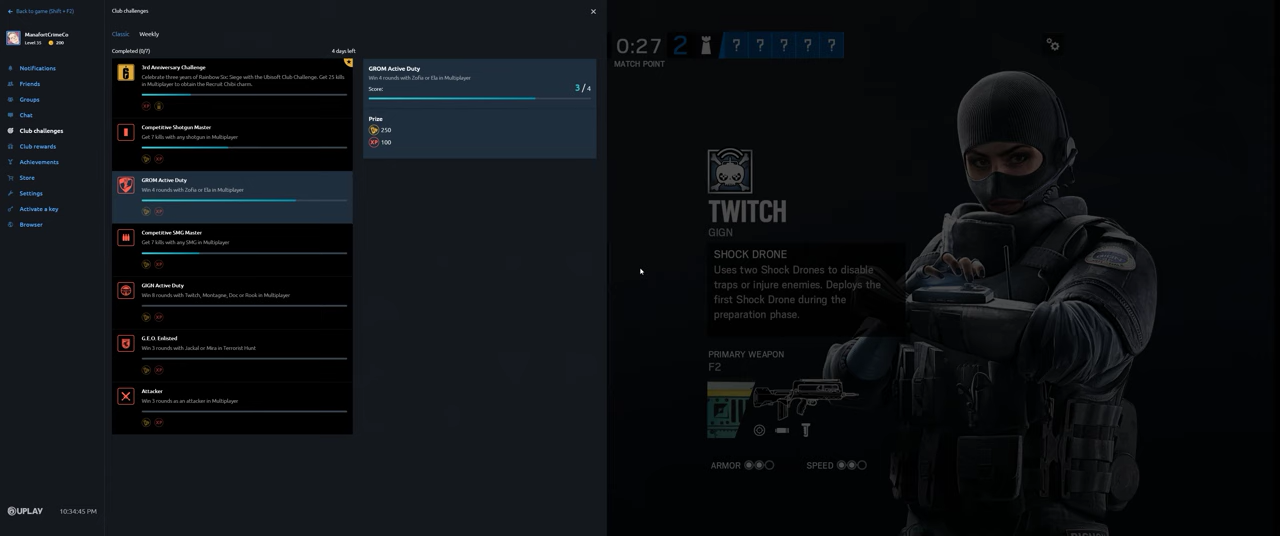 Back to game (Shift + F2)
ManafortCrimeCo
Level 35 200
Notifications
Friends
Groups
Chat
Club challenges
Club rewards
Achievements
Store
Settings
Activate a key
Browser
UPLAY 10:34:45 PM
Club challenges
Classic Weekly
Completed (0/7) 4 days left
3rd Anniversary Challenge
Celebrate three years of Rainbow Six: Siege with the Ubisoft Club Challenge. Get 25 kills
in Multiplayer to obtain the Recruit Chibi charm.
XP
Competitive Shotgun Master
Get 7 kills with any shotgun in Multiplayer
XP
GROM Active Duty
Win 4 rounds with Zofia or Ela in Multiplayer
XP
Competitive SMG Master
Get 7 kills with any SMG in Multiplayer
XP
GIGN Active Duty
Win 8 rounds with Twitch, Montagne, Doc or Rook in Multiplayer
XP
G.E.O. Enlisted
Win 3 rounds with Jackal or Mira in Terrorist Hunt
XP
Attacker
Win 3 rounds as an attacker in Multiplayer
XP
GROM Active Duty
Win 4 rounds with Zofia or Ela in Multiplayer
Score: 3 / 4
Prize
250
XP 100
0:27 2 ? ? ? ? ?
MATCH POINT
TWITCH
GIGN
SHOCK DRONE
Uses two Shock Drones to disable
traps or injure enemies. Deploys the
first Shock Drone during the
preparation phase.
PRIMARY WEAPON
F2
ARMOR SPEED